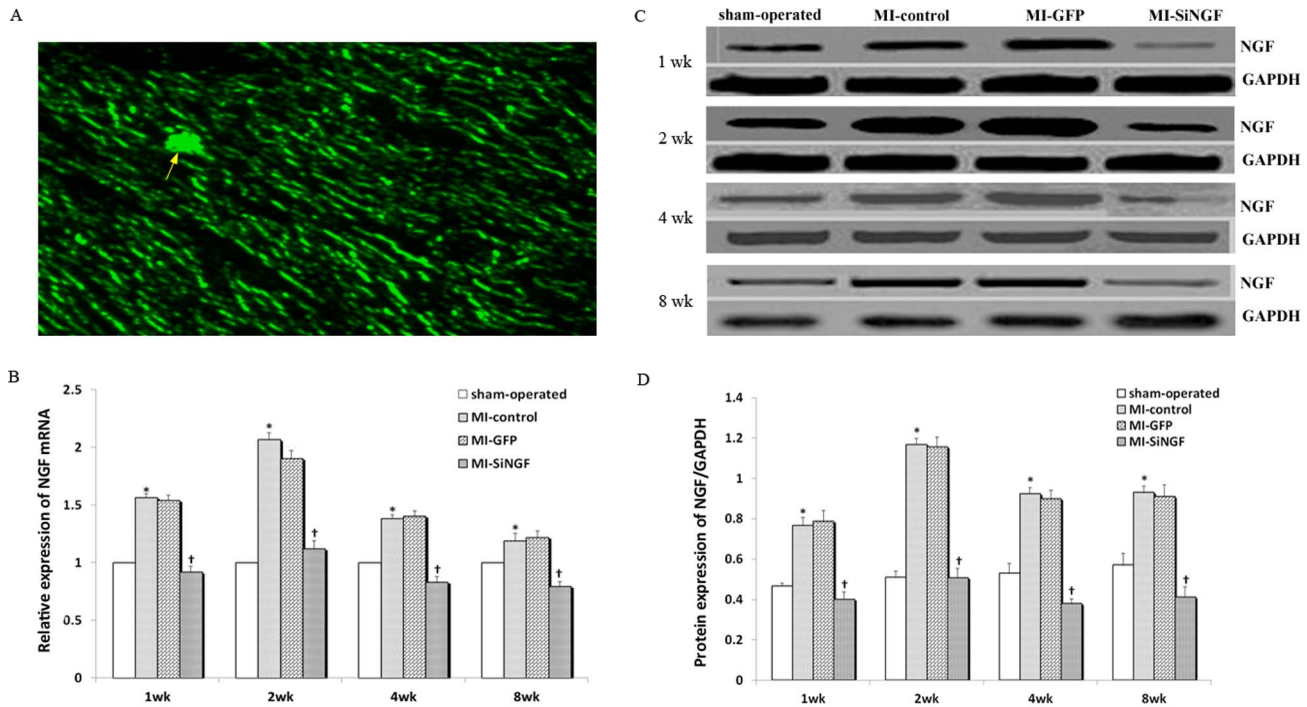 A
C
sham-operated MI-control MI-GFP MI-SiNGF
1 wk
NGF
GAPDH
2 wk
NGF
GAPDH
4 wk
NGF
GAPDH
8 wk
NGF
GAPDH
B
Relative expression of NGF mRNA
2.5
2
1.5
1
0.5
0
sham-operated
MI-control
MI-GFP
MI-SiNGF
* † * † * † * †
1wk 2wk 4wk 8wk
D
Protein expression of NGF/GAPDH
1.4
1.2
1
0.8
0.6
0.4
0.2
0
sham-operated
MI-control
MI-GFP
MI-SiNGF
* † * † * † * †
1wk 2wk 4wk 8wk